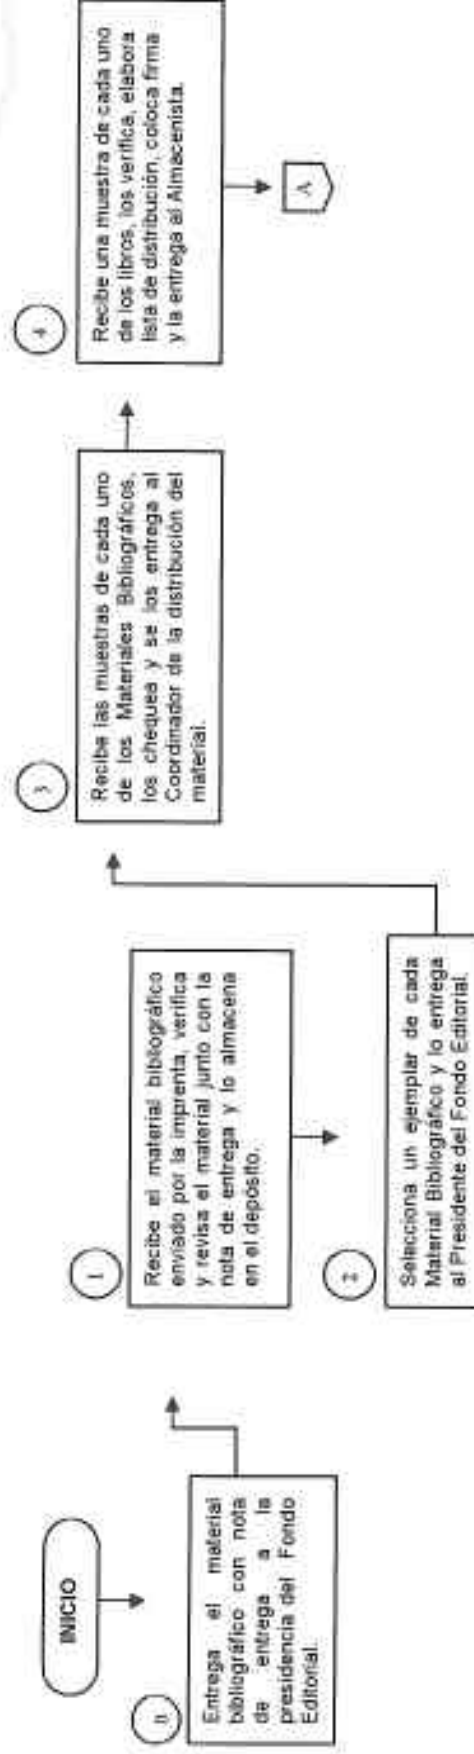 INICIO
n
Entrega el material
bibliográfico con nota
de entrega a la
presidencia del Fondo
Editorial.
1
Recibe el material bibliográfico
enviado por la imprenta, verifica
y revisa el material junto con la
nota de entrega y lo almacena
en el depósito.
2
Selecciona un ejemplar de cada
Material Bibliográfico y lo entrega
al Presidente del Fondo Editorial.
3
Recibe las muestras de cada uno
de los Materiales Bibliográficos,
los chequea y se los entrega al
Coordinador de la distribución del
material.
4
Recibe una muestra de cada uno
de los libros, los verifica, elabora
lista de distribución, coloca firma
y la entrega al Almacenista.
A